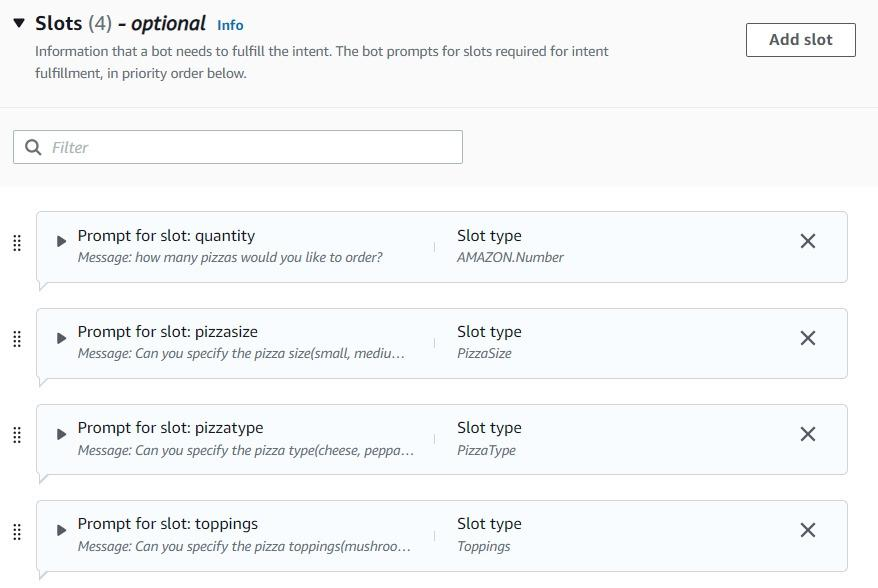 Slots (4) - optional Info
Information that a bot needs to fulfill the intent. The bot prompts for slots required for intent
fulfillment, in priority order below.
Add slot
Filter
Prompt for slot: quantity
Message: how many pizzas would you like to order?
Slot type
AMAZON.Number
Prompt for slot: pizzasize
Message: Can you specify the pizza size(small, mediu…
Slot type
PizzaSize
Prompt for slot: pizzatype
Message: Can you specify the pizza type(cheese, peppa…
Slot type
PizzaType
Prompt for slot: toppings
Message: Can you specify the pizza toppings(mushroo…
Slot type
Toppings